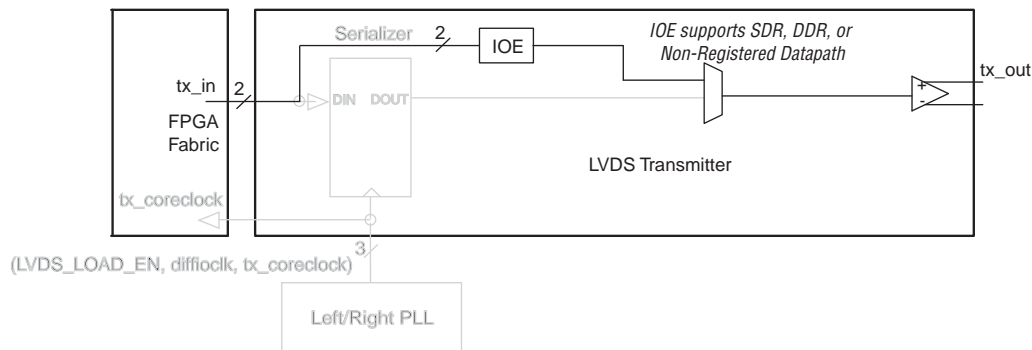 Serializer
2
IOE
IOE supports SDR, DDR, or
Non-Registered Datapath
tx_in
2
DIN
DOUT
+
-
tx_out
FPGA
Fabric
LVDS Transmitter
tx_coreclock
3
(LVDS_LOAD_EN, diffioclk, tx_coreclock)
Left/Right PLL